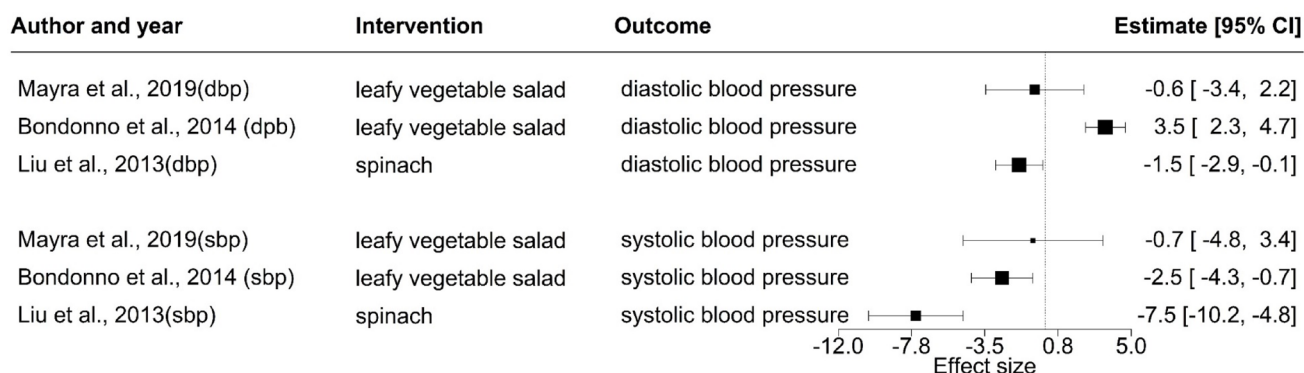 Author and year Intervention Outcome Estimate [95% CI]
Mayra et al., 2019(dbp) leafy vegetable salad diastolic blood pressure -0.6 [ -3.4, 2.2]
Bondonno et al., 2014 (dpb) leafy vegetable salad diastolic blood pressure 3.5 [ 2.3, 4.7]
Liu et al., 2013(dbp) spinach diastolic blood pressure -1.5 [ -2.9, -0.1]
Mayra et al., 2019(sbp) leafy vegetable salad systolic blood pressure -0.7 [ -4.8, 3.4]
Bondonno et al., 2014 (sbp) leafy vegetable salad systolic blood pressure -2.5 [ -4.3, -0.7]
Liu et al., 2013(sbp) spinach systolic blood pressure -7.5 [-10.2, -4.8]
-12.0 -7.8 -3.5 0.8 5.0
Effect size